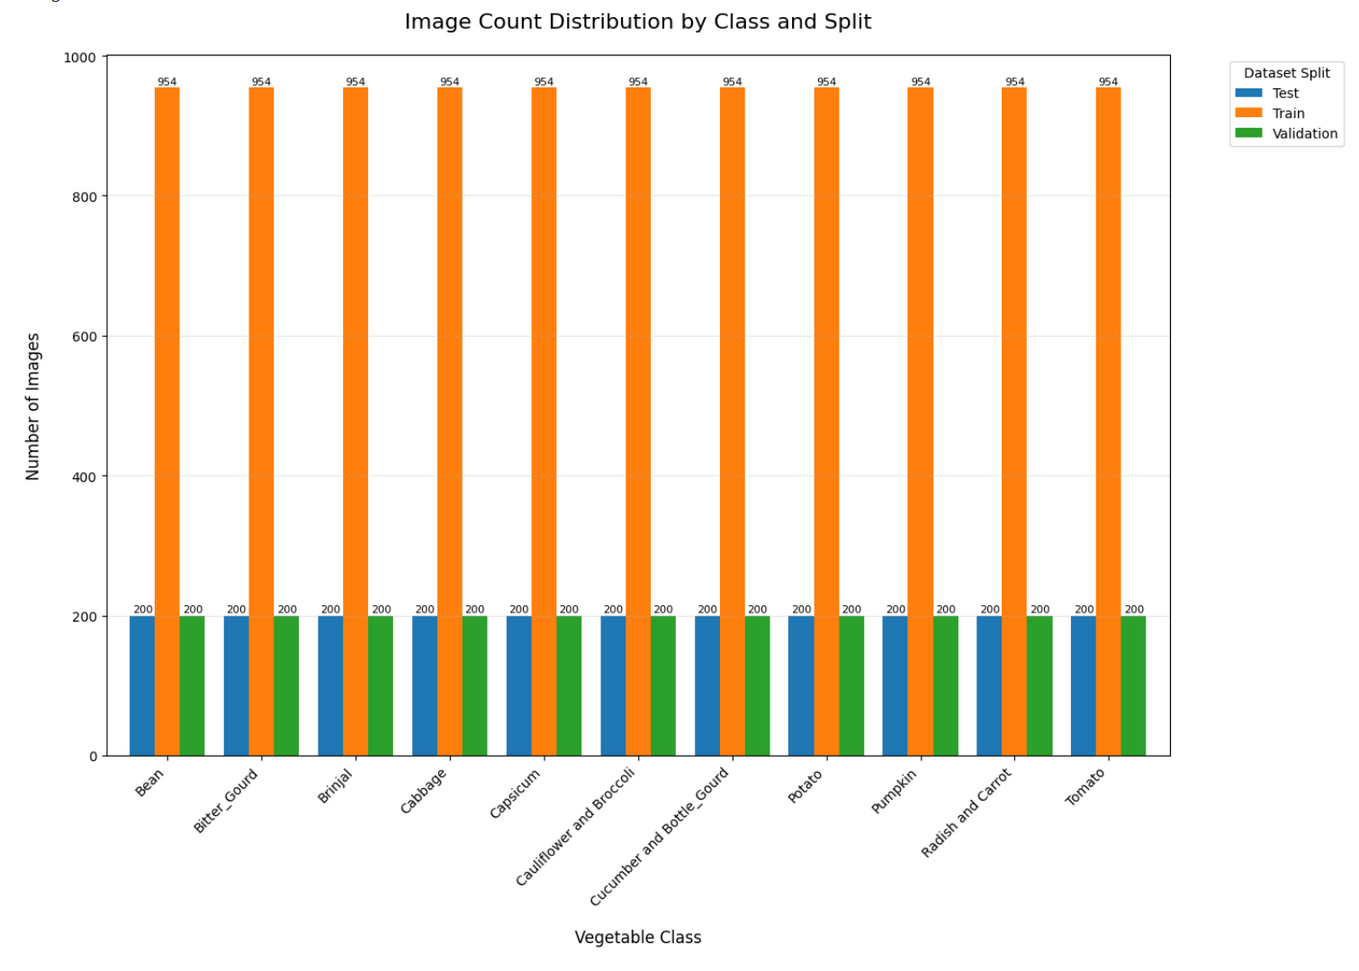 Image Count Distribution by Class and Split
Number of Images
1000
800
600
400
200
0
954 954 954 954 954 954 954 954 954 954 954
200 200 200 200 200 200 200 200 200 200 200 200 200 200 200 200 200 200 200 200 200 200
Bean
Bitter_Gourd
Brinjal
Cabbage
Capsicum
Cauliflower and Broccoli
Cucumber and Bottle_Gourd
Potato
Pumpkin
Radish and Carrot
Tomato
Vegetable Class
Dataset Split
Test
Train
Validation